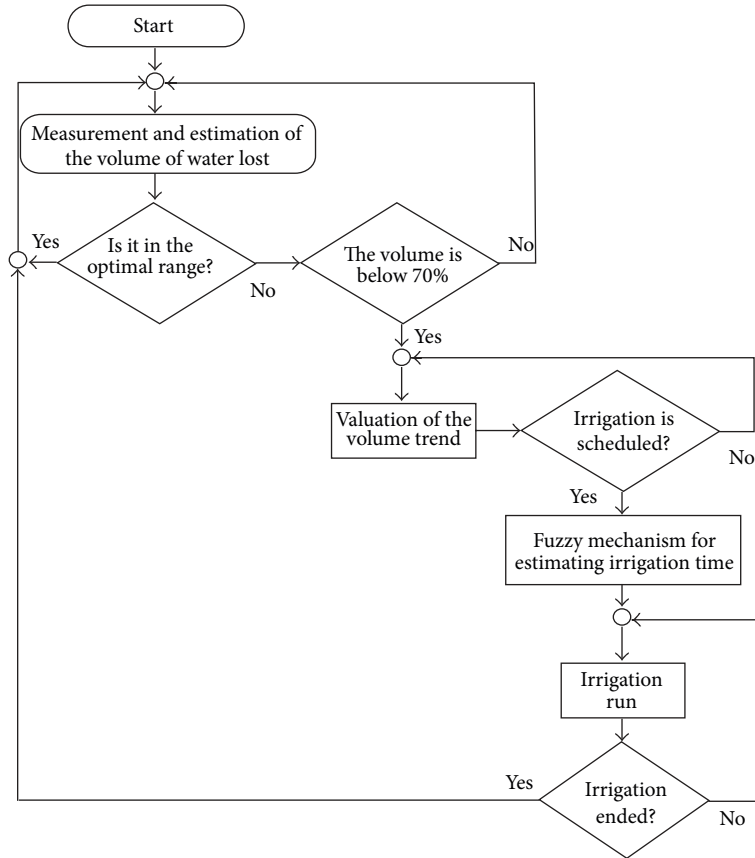 Start
Measurement and estimation of
the volume of water lost
Yes
Is it in the
optimal range?
No
The volume is
below 70%
No
Yes
Valuation of the
volume trend
Irrigation is
scheduled?
No
Yes
Fuzzy mechanism for
estimating irrigation time
Irrigation
run
Yes
Irrigation
ended?
No